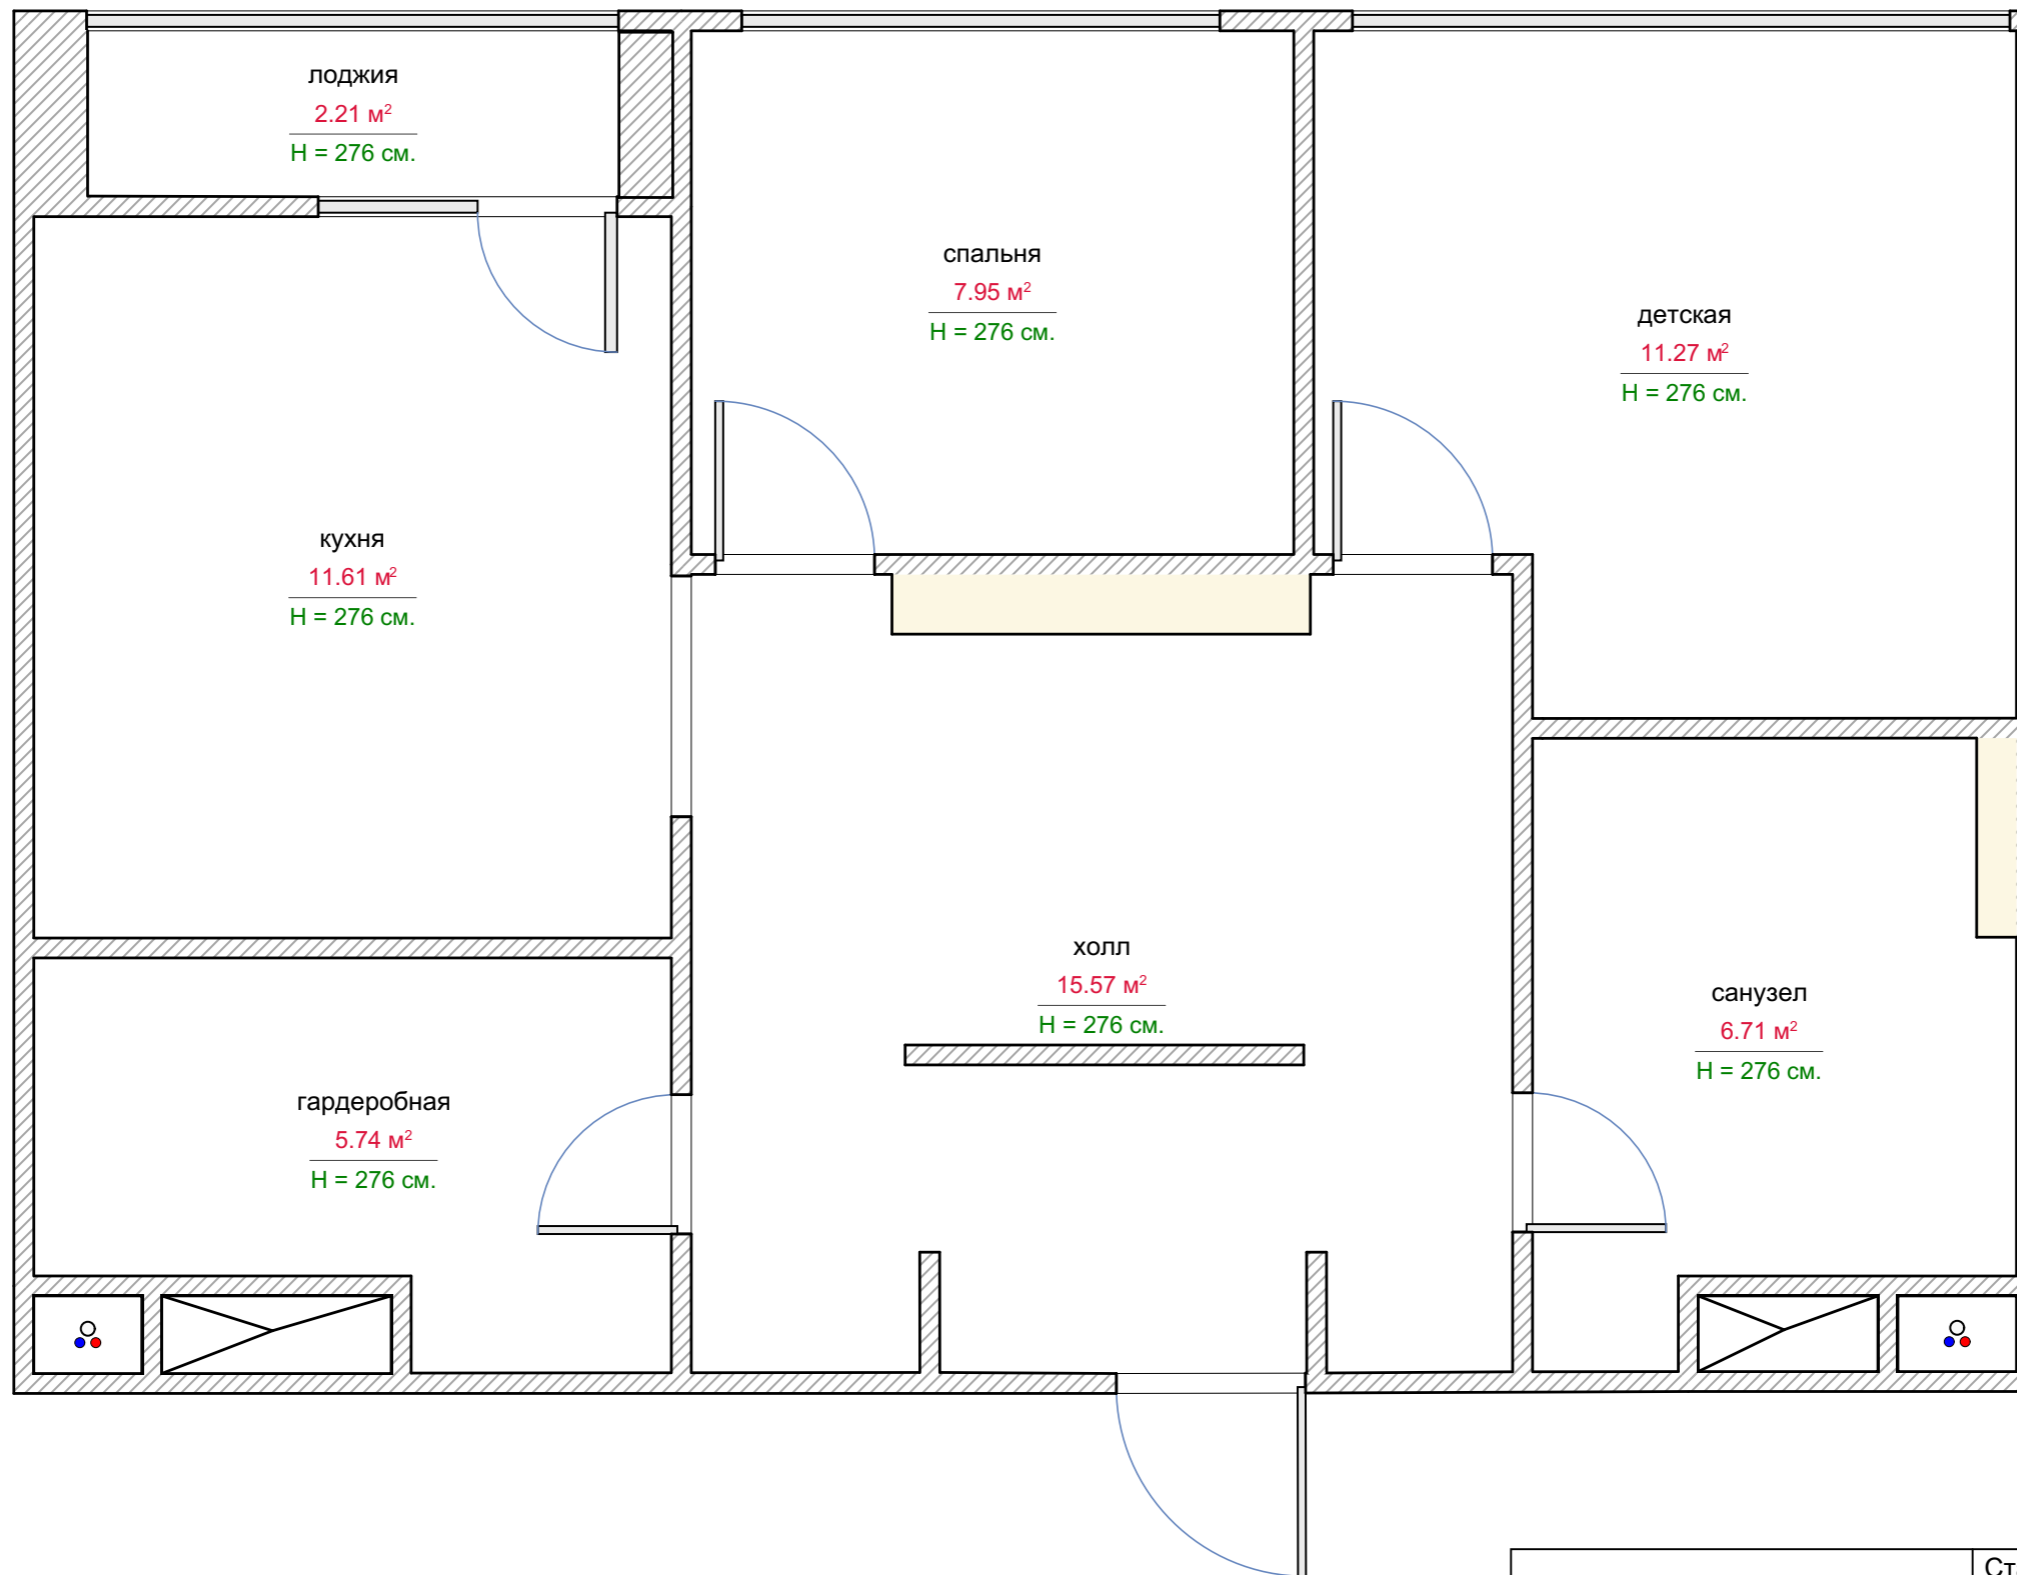 лоджия
2.21 м²
H = 276 см.
спальня
7.95 м²
H = 276 см.
детская
11.27 м²
H = 276 см.
кухня
11.61 м²
H = 276 см.
холл
15.57 м²
H = 276 см.
санузел
6.71 м²
H = 276 см.
гардеробная
5.74 м²
H = 276 см.